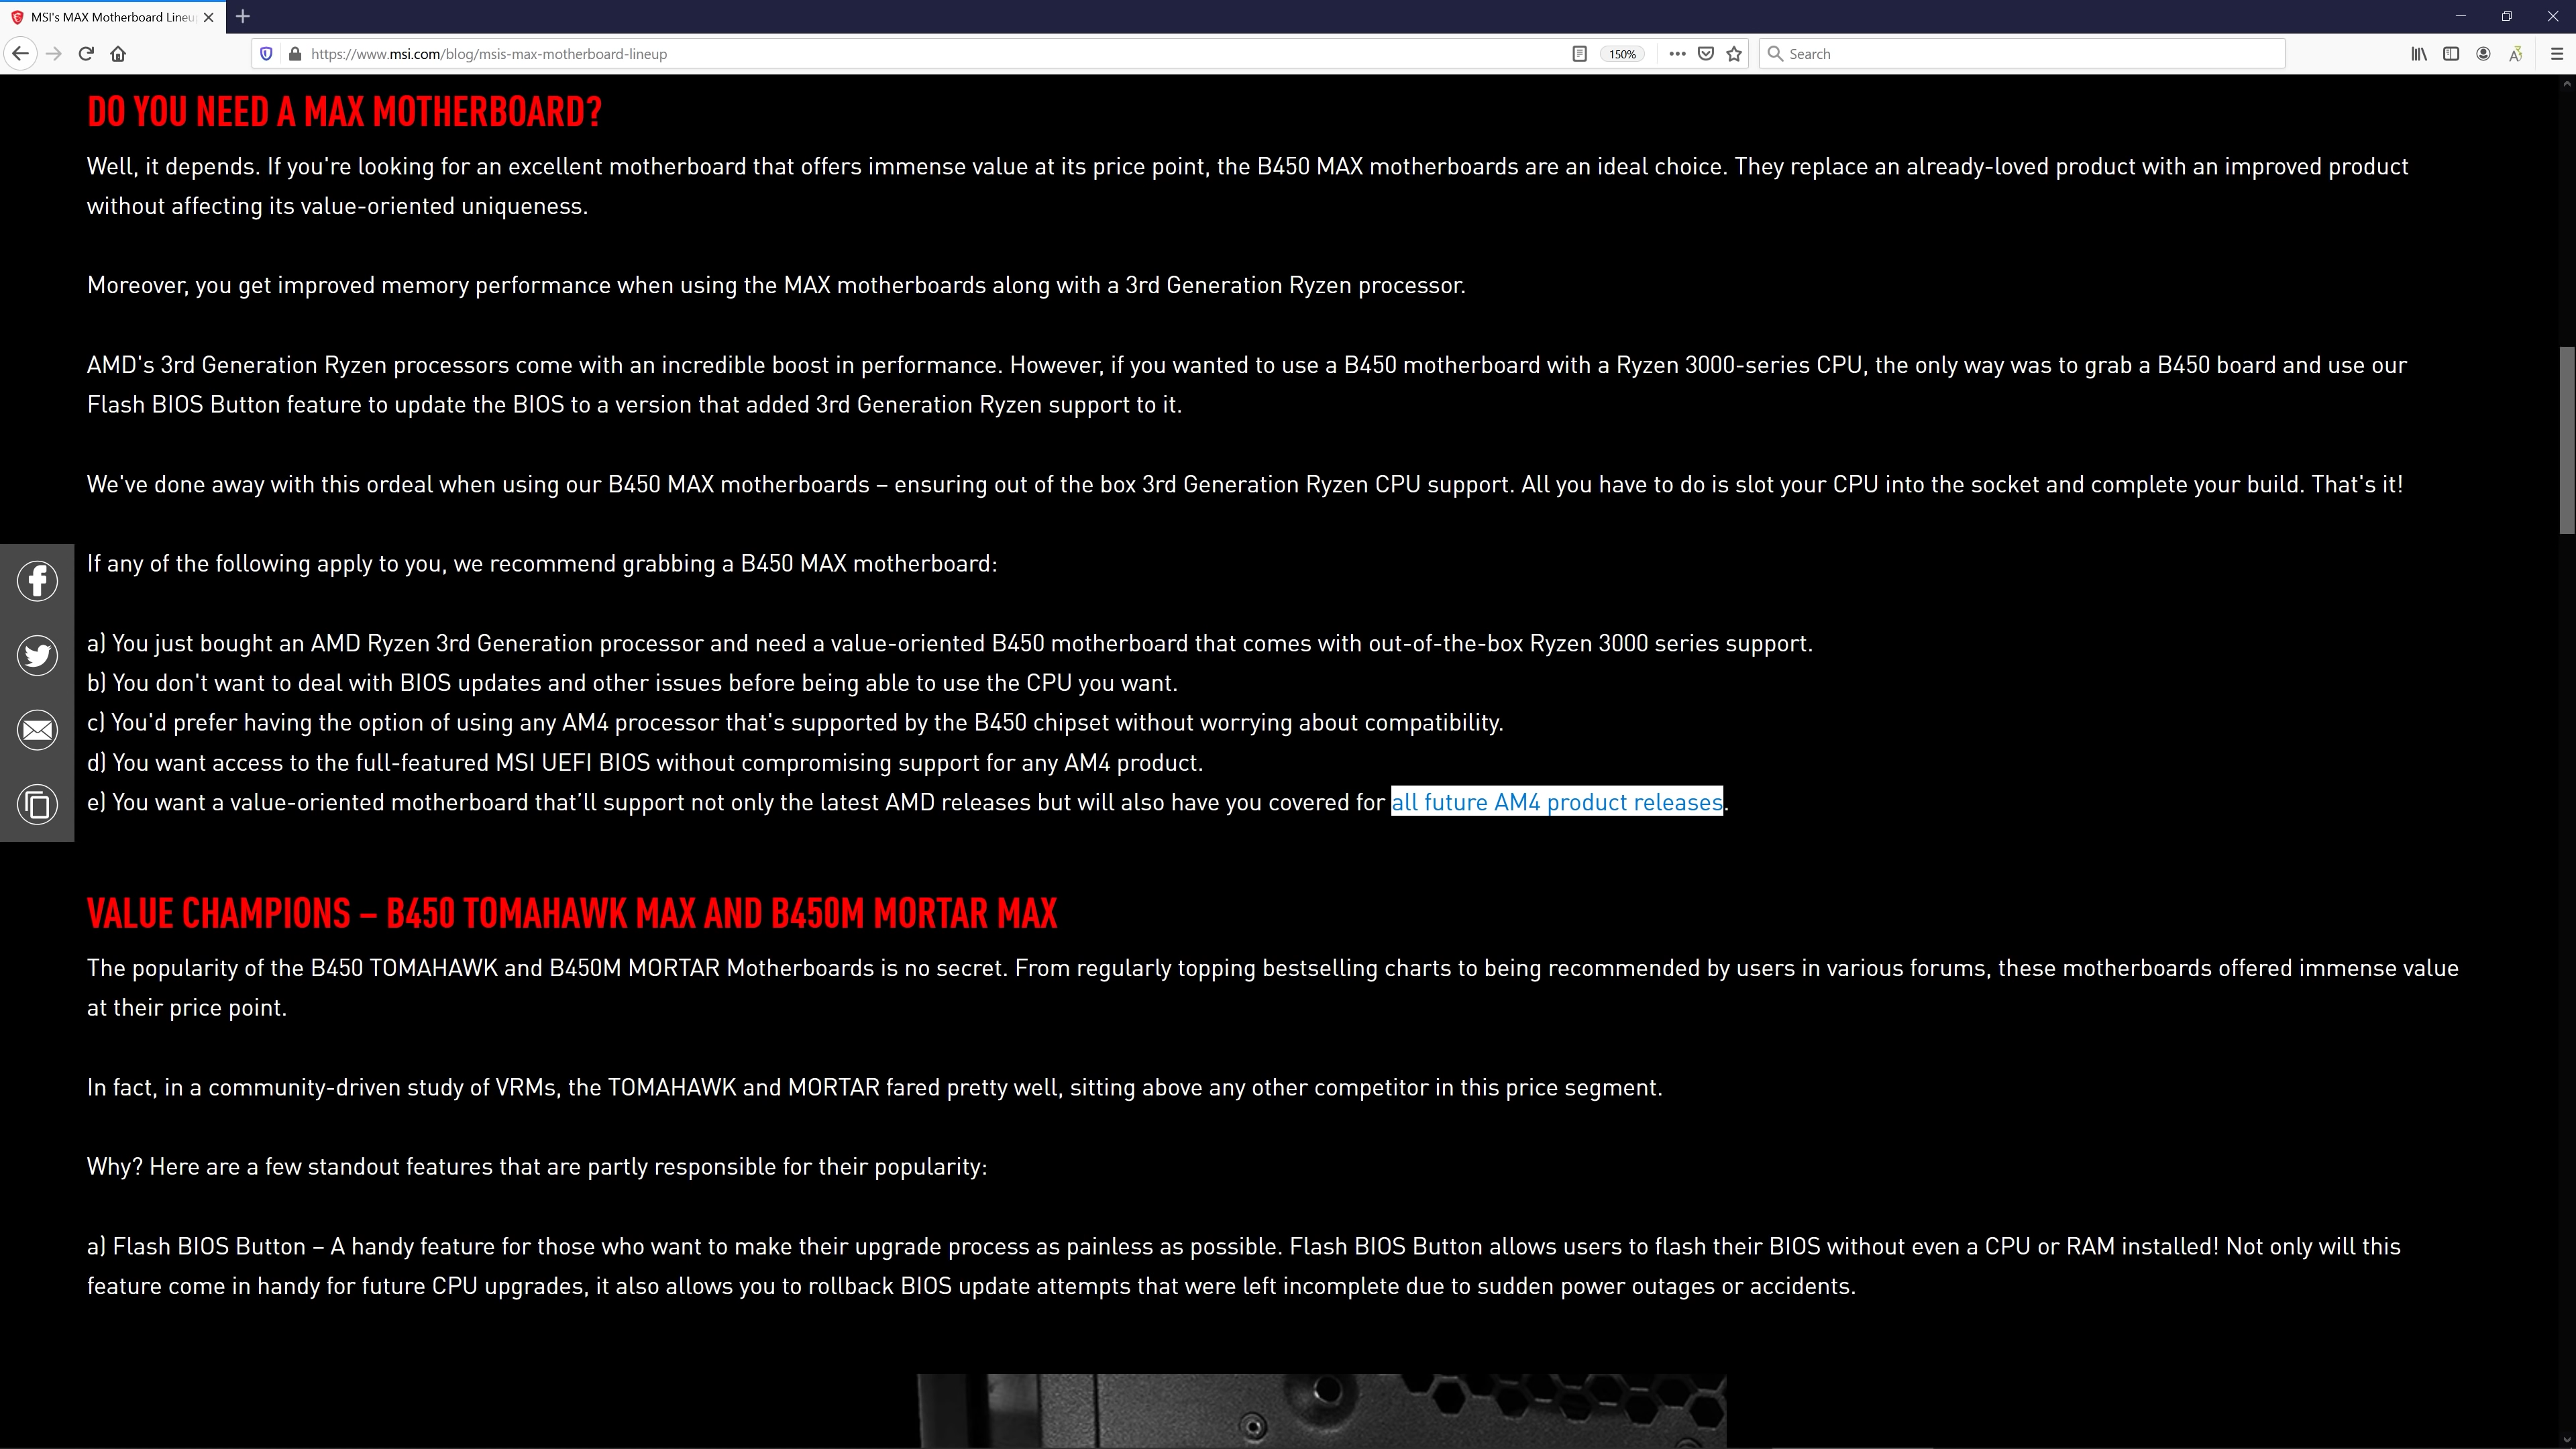 MSI's MAX Motherboard Lineu
https://www.msi.com/blog/msis-max-motherboard-lineup
150%
Search
DO YOU NEED A MAX MOTHERBOARD?
Well, it depends. If you're looking for an excellent motherboard that offers immense value at its price point, the B450 MAX motherboards are an ideal choice. They replace an already-loved product with an improved product
without affecting its value-oriented uniqueness.
Moreover, you get improved memory performance when using the MAX motherboards along with a 3rd Generation Ryzen processor.
AMD's 3rd Generation Ryzen processors come with an incredible boost in performance. However, if you wanted to use a B450 motherboard with a Ryzen 3000-series CPU, the only way was to grab a B450 board and use our
Flash BIOS Button feature to update the BIOS to a version that added 3rd Generation Ryzen support to it.
We've done away with this ordeal when using our B450 MAX motherboards – ensuring out of the box 3rd Generation Ryzen CPU support. All you have to do is slot your CPU into the socket and complete your build. That's it!
If any of the following apply to you, we recommend grabbing a B450 MAX motherboard:
a) You just bought an AMD Ryzen 3rd Generation processor and need a value-oriented B450 motherboard that comes with out-of-the-box Ryzen 3000 series support.
b) You don't want to deal with BIOS updates and other issues before being able to use the CPU you want.
c) You'd prefer having the option of using any AM4 processor that's supported by the B450 chipset without worrying about compatibility.
d) You want access to the full-featured MSI UEFI BIOS without compromising support for any AM4 product.
e) You want a value-oriented motherboard that’ll support not only the latest AMD releases but will also have you covered for all future AM4 product releases.
VALUE CHAMPIONS – B450 TOMAHAWK MAX AND B450M MORTAR MAX
The popularity of the B450 TOMAHAWK and B450M MORTAR Motherboards is no secret. From regularly topping bestselling charts to being recommended by users in various forums, these motherboards offered immense value
at their price point.
In fact, in a community-driven study of VRMs, the TOMAHAWK and MORTAR fared pretty well, sitting above any other competitor in this price segment.
Why? Here are a few standout features that are partly responsible for their popularity:
a) Flash BIOS Button – A handy feature for those who want to make their upgrade process as painless as possible. Flash BIOS Button allows users to flash their BIOS without even a CPU or RAM installed! Not only will this
feature come in handy for future CPU upgrades, it also allows you to rollback BIOS update attempts that were left incomplete due to sudden power outages or accidents.